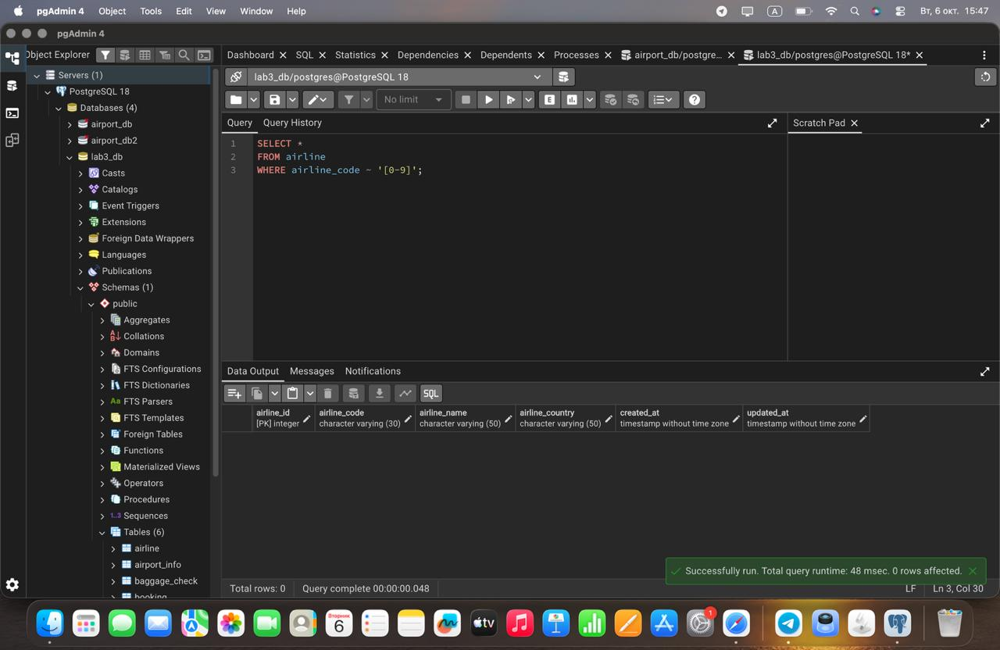 pgAdmin 4 Object Tools Edit View Window Help A Вт, 6 окт. 15:47
pgAdmin 4
Object Explorer
Dashboard SQL Statistics Dependencies Dependents Processes airport_db/postgre... lab3_db/postgres@PostgreSQL 18*
Servers (1)
PostgreSQL 18
Databases (4)
airport_db
airport_db2
lab3_db
Casts
Catalogs
Event Triggers
Extensions
Foreign Data Wrappers
Languages
Publications
Schemas (1)
public
Aggregates
Collations
Domains
FTS Configurations
FTS Dictionaries
Aa FTS Parsers
FTS Templates
Foreign Tables
Functions
Materialized Views
Operators
Procedures
1..3 Sequences
Tables (6)
airline
airport_info
baggage_check
booking
lab3_db/postgres@PostgreSQL 18
No limit E
Query Query History
Scratch Pad
1 SELECT *
2 FROM airline
3 WHERE airline_code ~ '[0-9]';
Data Output Messages Notifications
SQL
airline_id airline_code airline_name airline_country created_at updated_at
[PK] integer character varying (30) character varying (50) character varying (50) timestamp without time zone timestamp without time zone
Successfully run. Total query runtime: 48 msec. 0 rows affected.
Total rows: 0 Query complete 00:00:00.048 LF Ln 3, Col 30
Вторник
6
tv
1